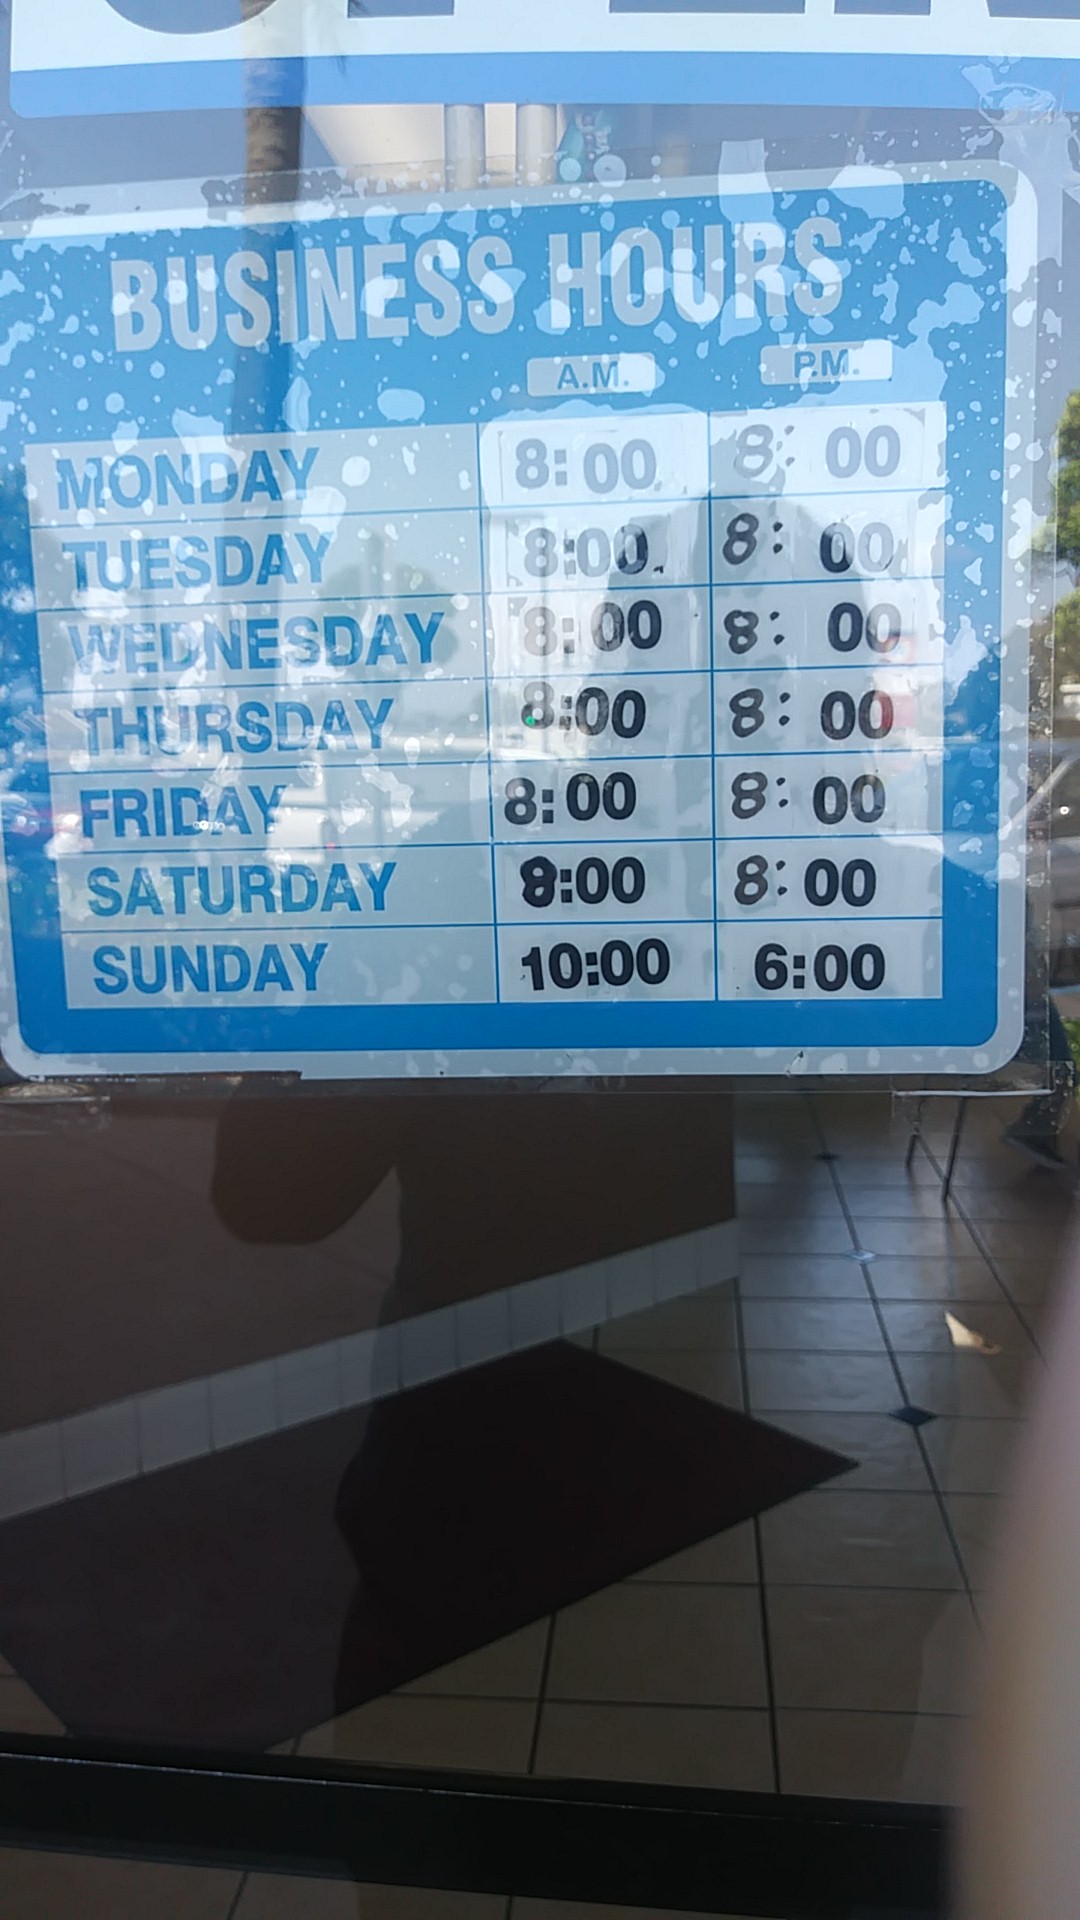 BUSINESS HOURS
A.M. P.M.
MONDAY 8:00 8:00
TUESDAY 8:00 8:00
WEDNESDAY 8:00 8:00
THURSDAY 8:00 8:00
FRIDAY 8:00 8:00
SATURDAY 8:00 8:00
SUNDAY 10:00 6:00